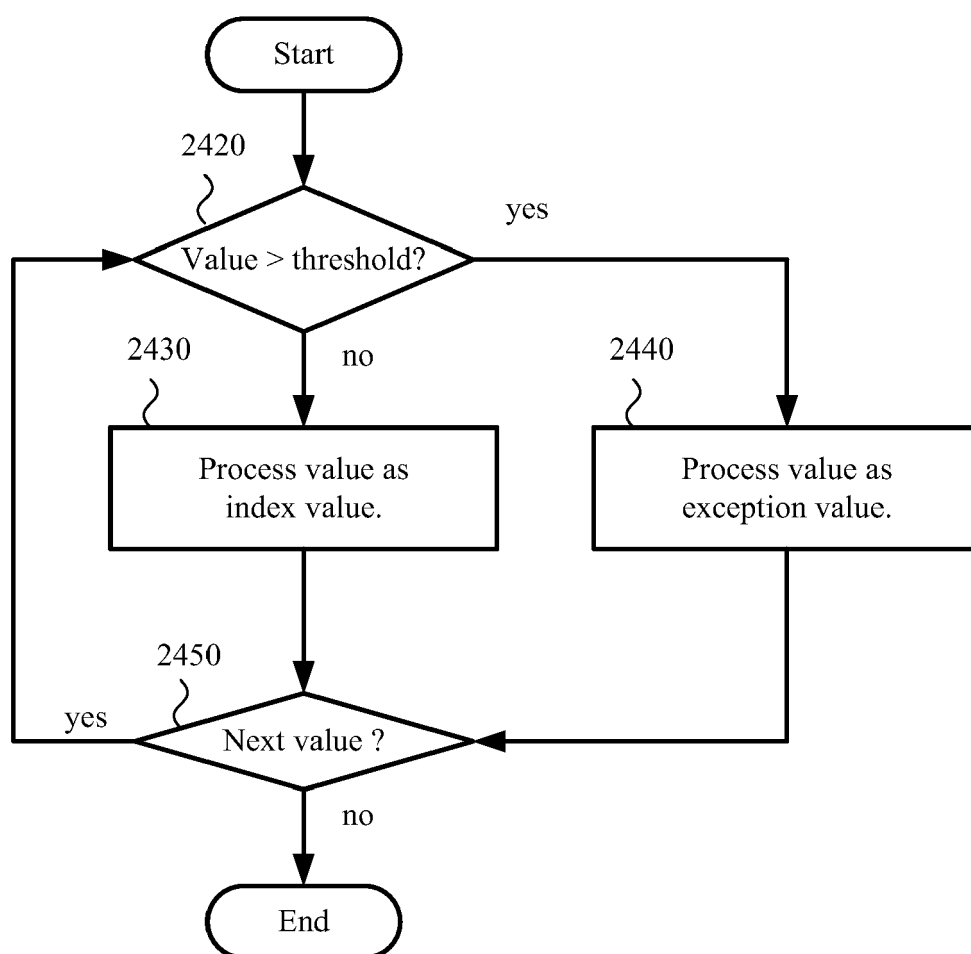 Start
2420
yes
Value > threshold?
2430
no
2440
Process value as
index value.
Process value as
exception value.
2450
yes
Next value ?
no
End